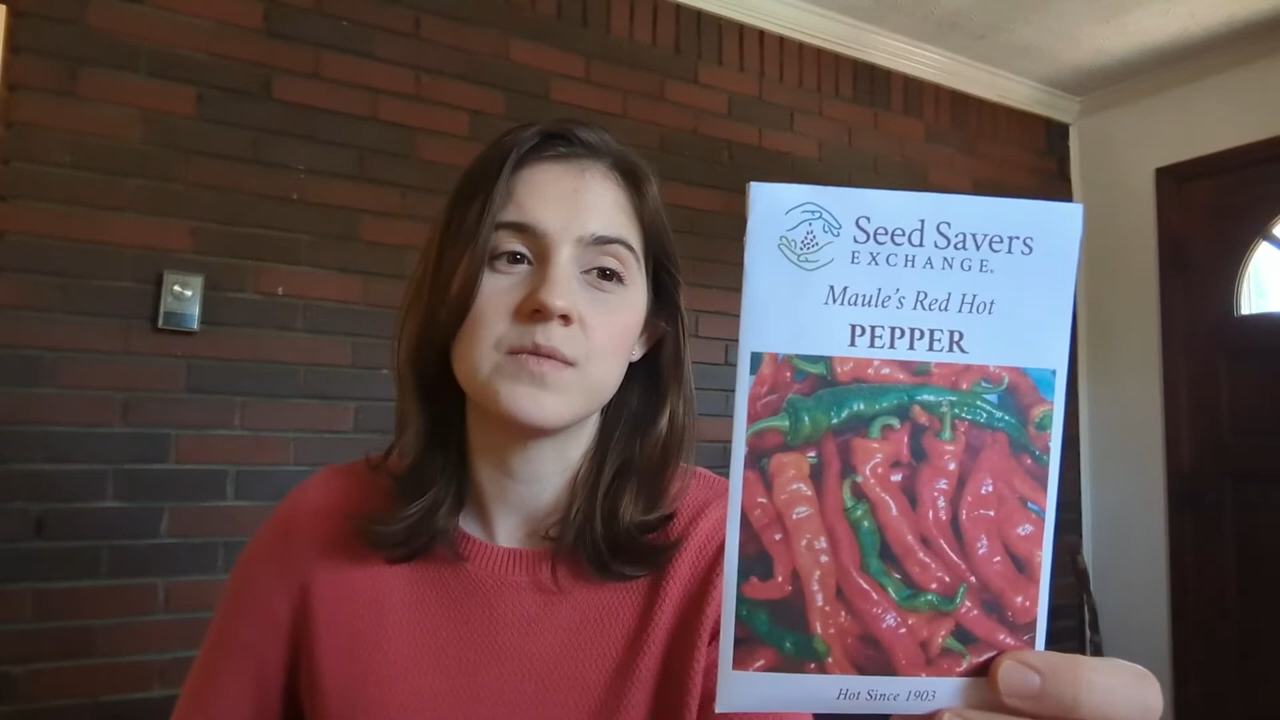 Seed Savers
EXCHANGE.
Maule's Red Hot
PEPPER
Hot Since 1903